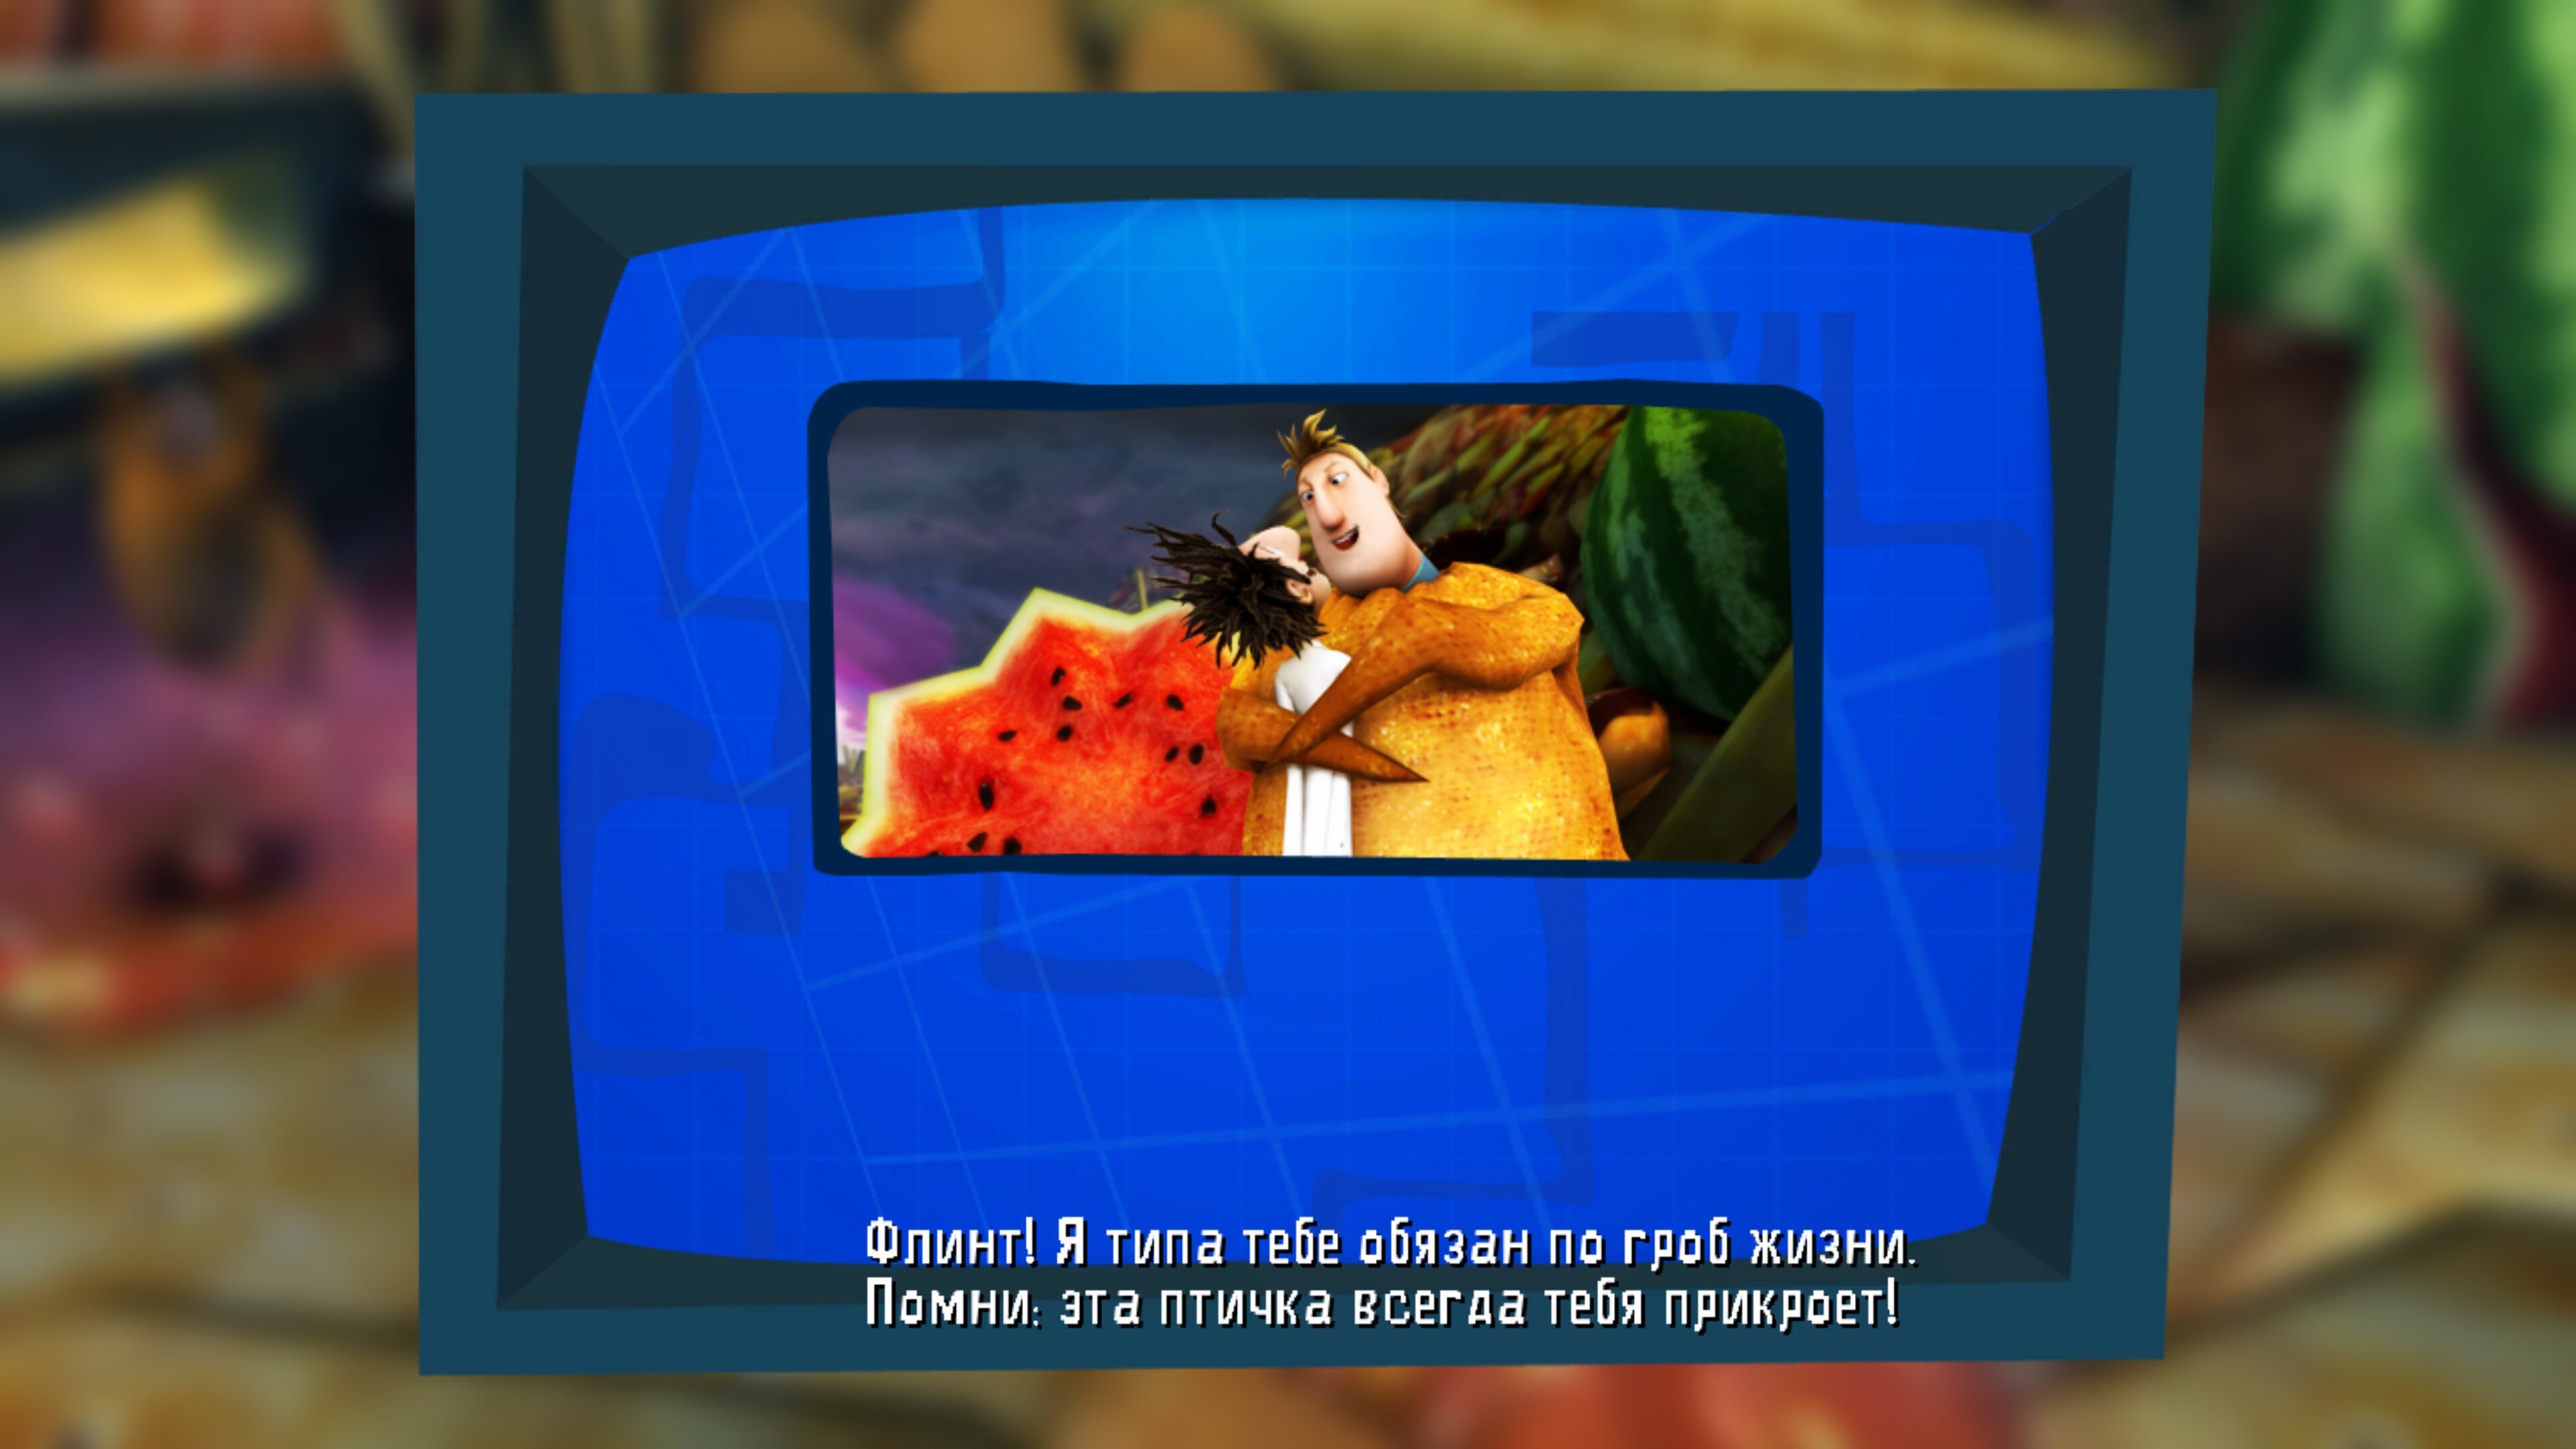 Флинт! Я типа тебе обязан по гроб жизни.
Помни: эта птичка всегда тебя прикроет!